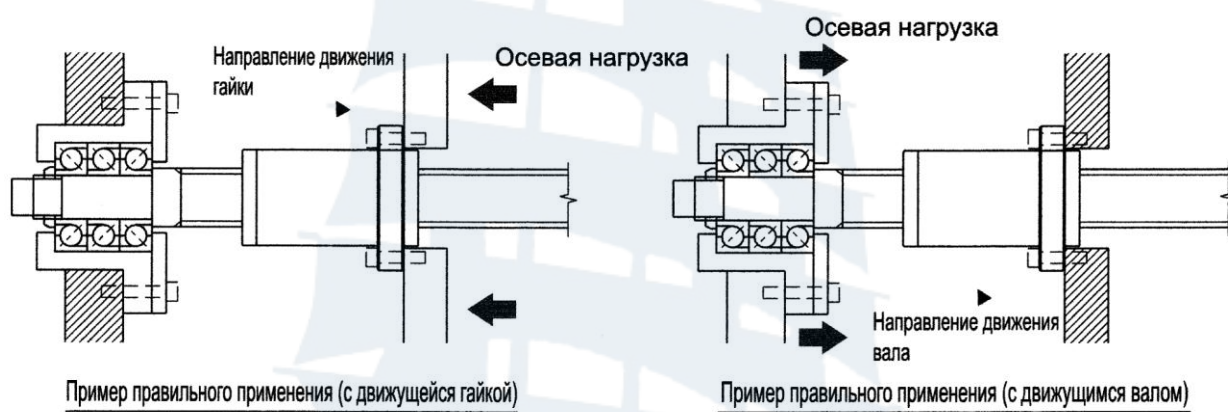 Направление движения
гайки
Осевая нагрузка
Осевая нагрузка
Направление движения
вала
Пример правильного применения (с движущейся гайкой)
Пример правильного применения (с движущимся валом)